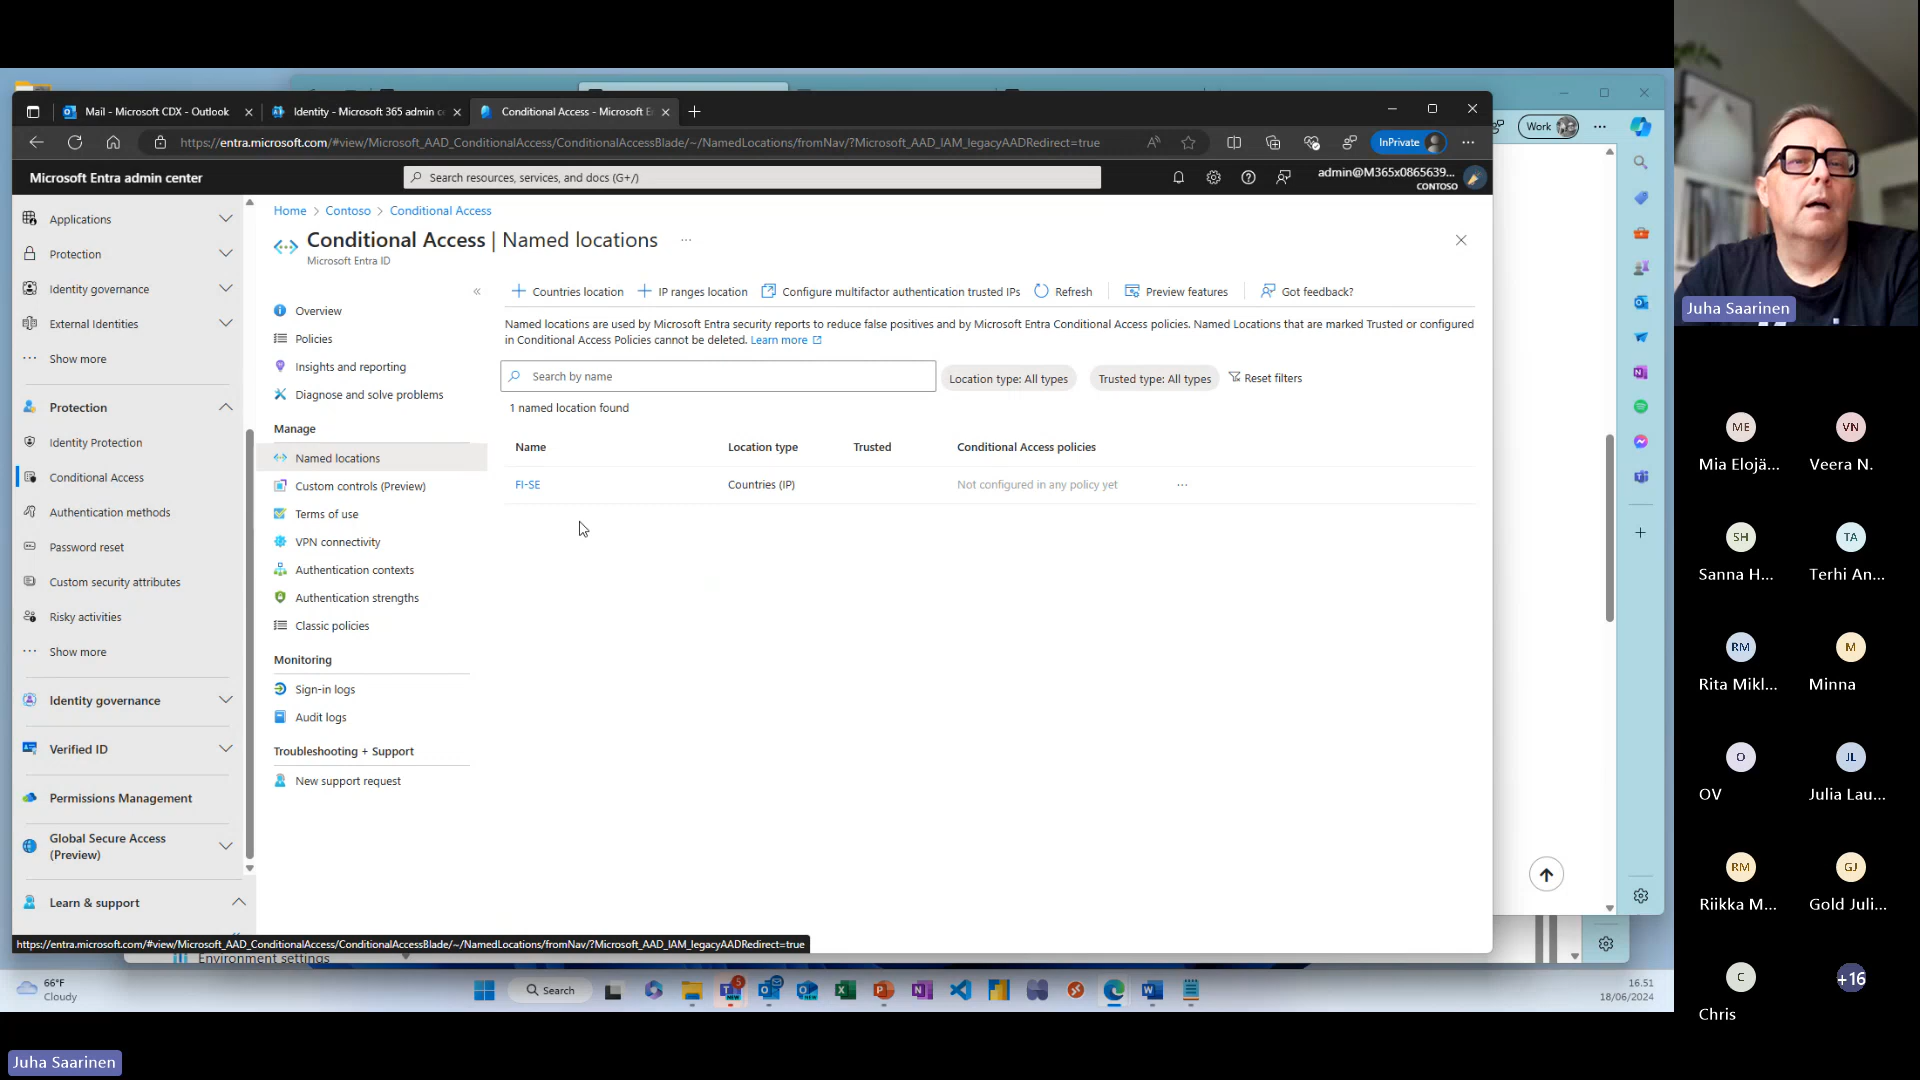 Mail - Microsoft CDX - Outlook
Identity - Microsoft 365 admin ce
Conditional Access - Microsoft E
https://entra.microsoft.com/#view/Microsoft_AAD_ConditionalAccess/ConditionalAccessBlade/~/NamedLocations/fromNav/?Microsoft_AAD_IAM_legacyAADRedirect=true
InPrivate
Work
Microsoft Entra admin center
Search resources, services, and docs (G+/)
admin@M365x0865639...
CONTOSO
Applications
Protection
Identity governance
External Identities
Show more
Protection
Identity Protection
Conditional Access
Authentication methods
Password reset
Custom security attributes
Risky activities
Show more
Identity governance
Verified ID
Permissions Management
Global Secure Access
(Preview)
Learn & support
Home > Contoso > Conditional Access
Conditional Access | Named locations
Microsoft Entra ID
Overview
Policies
Insights and reporting
Diagnose and solve problems
Manage
Named locations
Custom controls (Preview)
Terms of use
VPN connectivity
Authentication contexts
Authentication strengths
Classic policies
Monitoring
Sign-in logs
Audit logs
Troubleshooting + Support
New support request
Countries location
IP ranges location
Configure multifactor authentication trusted IPs
Refresh
Preview features
Got feedback?
Named locations are used by Microsoft Entra security reports to reduce false positives and by Microsoft Entra Conditional Access policies. Named Locations that are marked Trusted or configured
in Conditional Access Policies cannot be deleted. Learn more
Search by name
Location type: All types
Trusted type: All types
Reset filters
1 named location found
Name
Location type
Trusted
Conditional Access policies
FI-SE
Countries (IP)
Not configured in any policy yet
https://entra.microsoft.com/#view/Microsoft_AAD_ConditionalAccess/ConditionalAccessBlade/~/NamedLocations/fromNav/?Microsoft_AAD_IAM_legacyAADRedirect=true
Environment settings
66°F
Cloudy
Search
5
NEW
16.51
18/06/2024
Juha Saarinen
Juha Saarinen
ME
Mia Elojä...
VN
Veera N.
SH
Sanna H...
TA
Terhi An...
RM
Rita Mikl...
M
Minna
O
OV
JL
Julia Lau...
RM
Riikka M...
GJ
Gold Juli...
C
Chris
+16